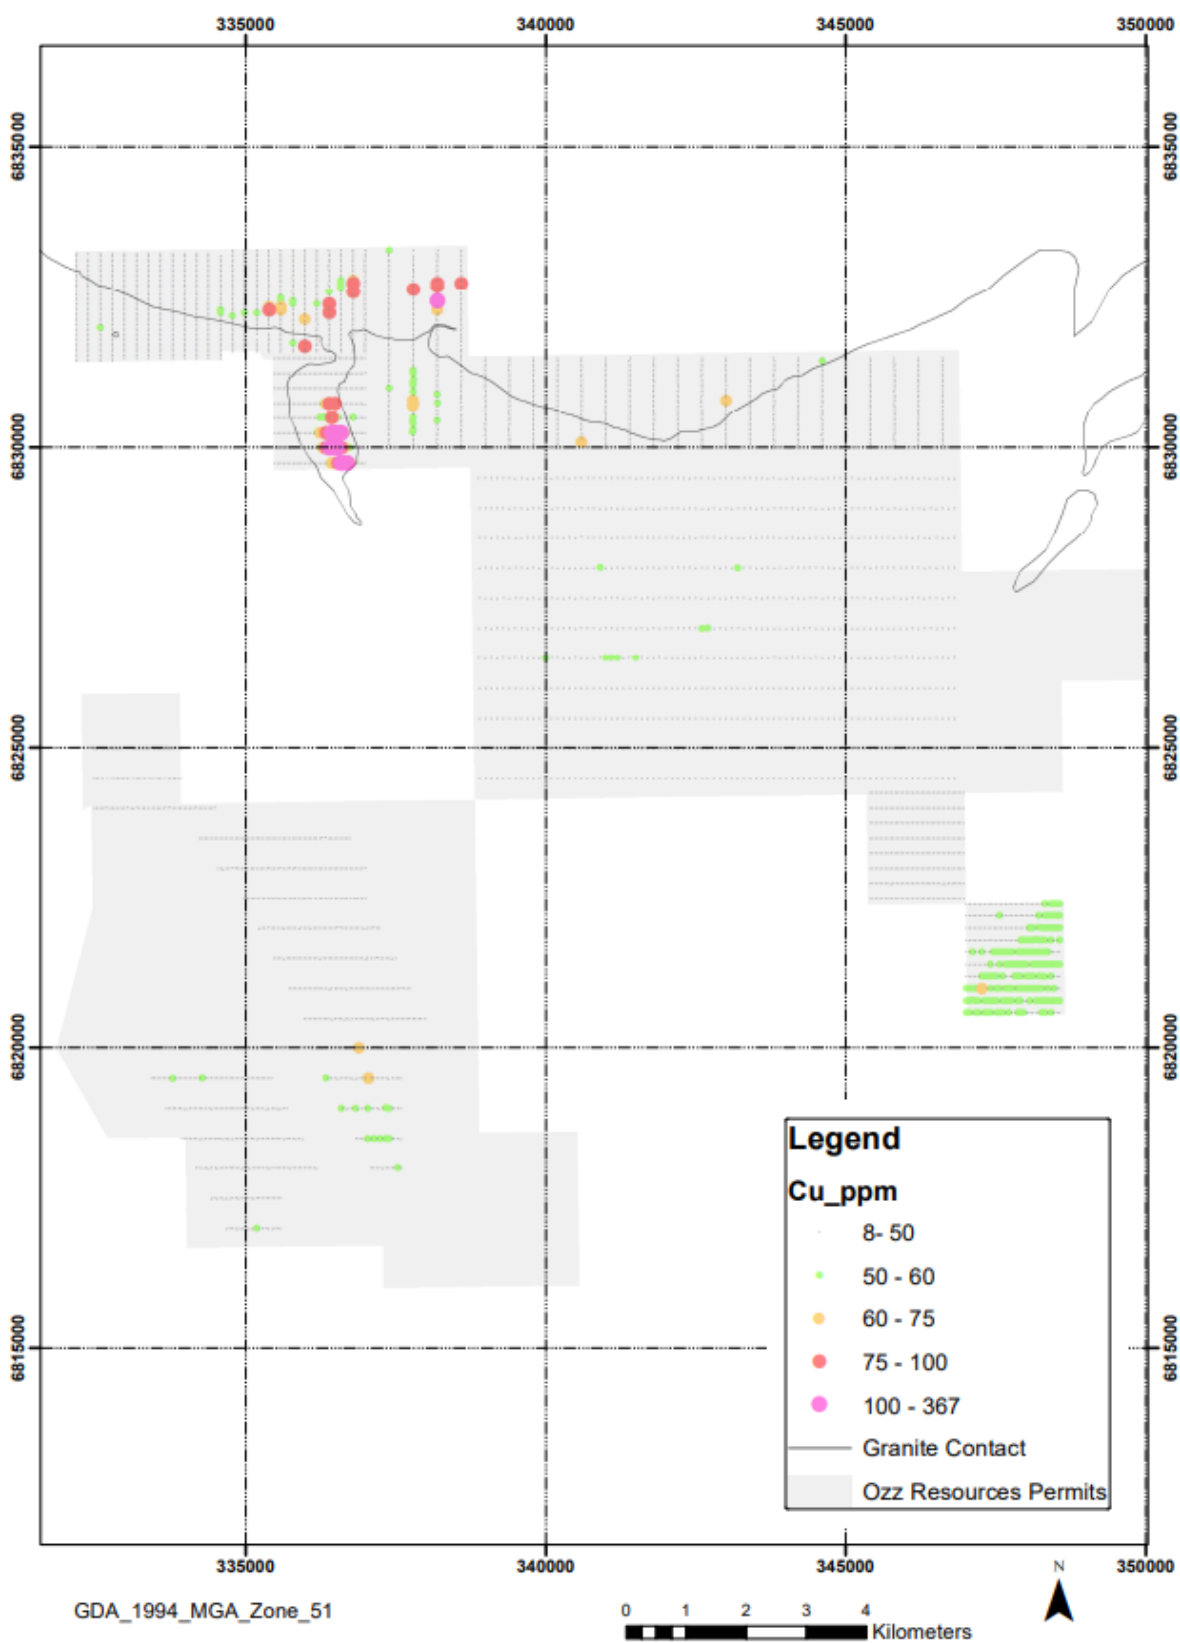 335000 340000 345000 350000
6835000 6835000
6830000 6830000
6825000 6825000
6820000 6820000
6815000 6815000
Legend
Cu_ppm
8- 50
50 - 60
60 - 75
75 - 100
100 - 367
Granite Contact
Ozz Resources Permits
335000 340000 345000 350000
N
GDA_1994_MGA_Zone_51
0 1 2 3 4
Kilometers